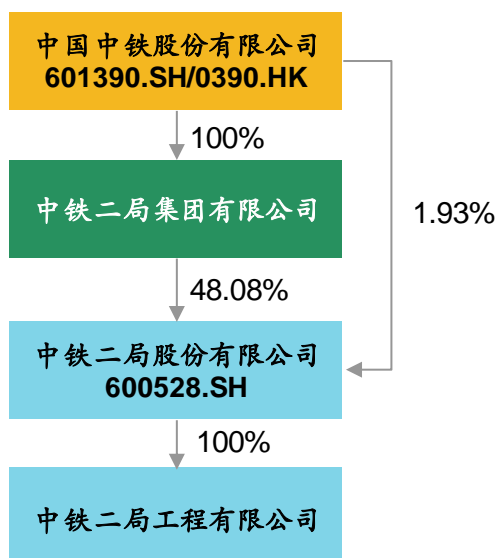 中国中铁股份有限公司
601390.SH/0390.HK
100%
中铁二局集团有限公司
1.93%
48.08%
中铁二局股份有限公司
600528.SH
100%
中铁二局工程有限公司